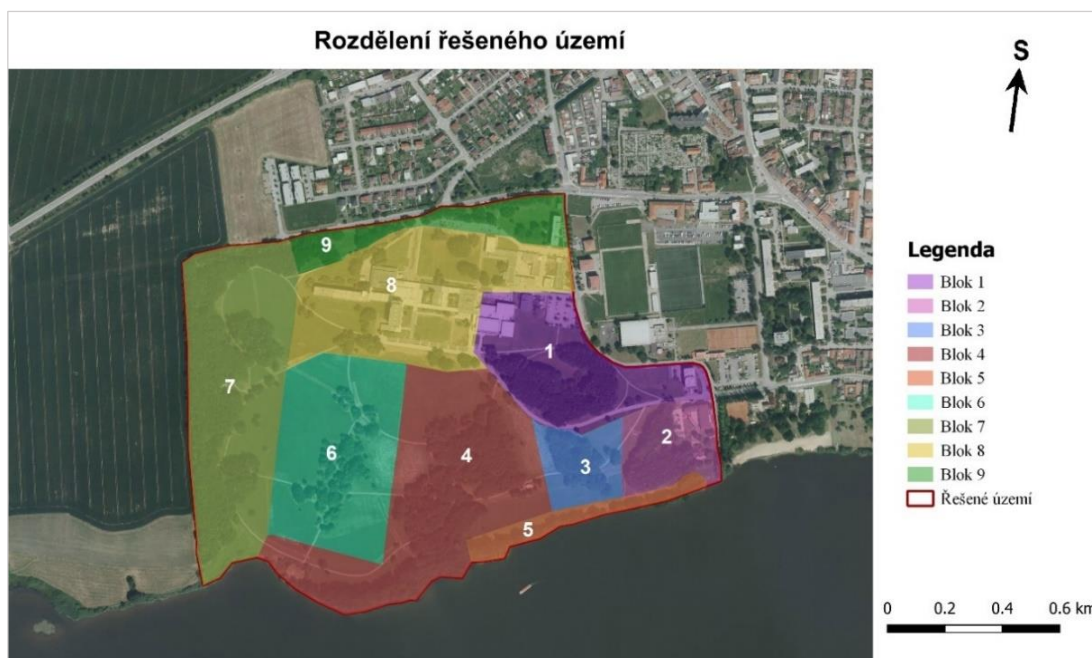 Rozdělení řešeného území
S
9
8
1
7
6
4
3
2
5
Legenda
Blok 1
Blok 2
Blok 3
Blok 4
Blok 5
Blok 6
Blok 7
Blok 8
Blok 9
Řešené území
0 0.2 0.4 0.6 km